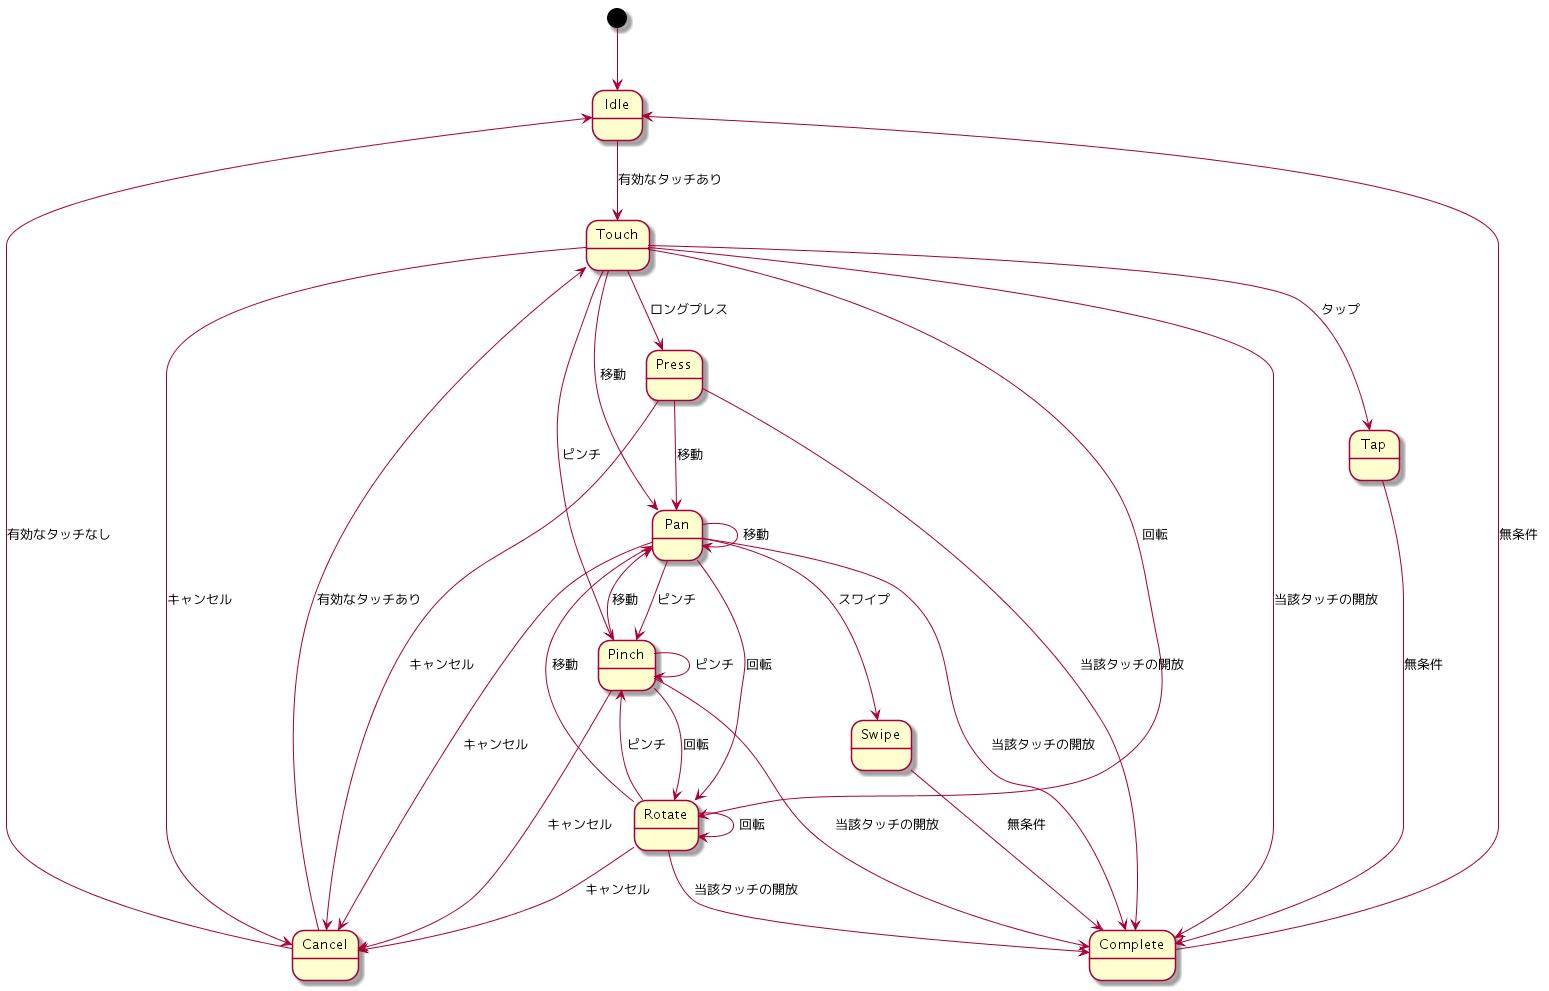 Idle
有効なタッチあり
Touch
ロングプレス
タップ
Press
移動
Tap
ピンチ
移動
Pan
移動
回転
有効なタッチなし
無条件
キャンセル
有効なタッチあり
移動
ピンチ
スワイプ
当該タッチの開放
Pinch
キャンセル
移動
ピンチ
回転
当該タッチの開放
無条件
Swipe
キャンセル
ピンチ
回転
当該タッチの開放
Rotate
キャンセル
回転
当該タッチの開放
無条件
キャンセル
当該タッチの開放
Cancel
Complete